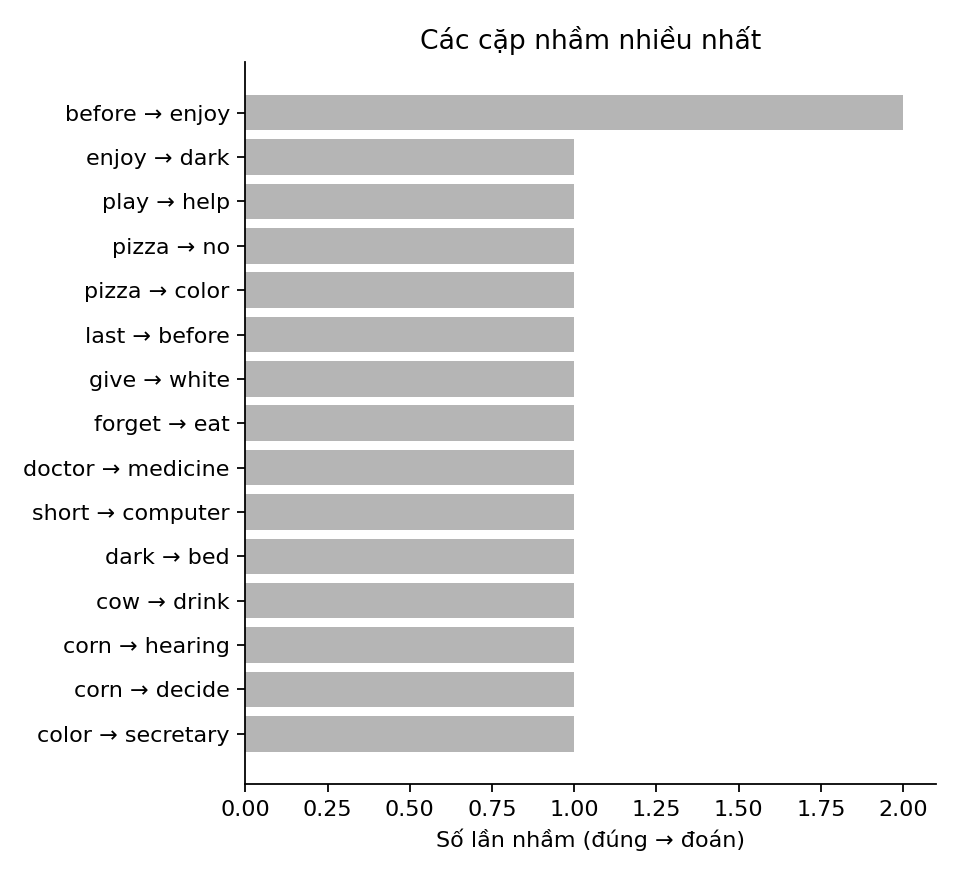 Các cặp nhầm nhiều nhất
before → enjoy
enjoy → dark
play → help
pizza → no
pizza → color
last → before
give → white
forget → eat
doctor → medicine
short → computer
dark → bed
cow → drink
corn → hearing
corn → decide
color → secretary
0.00 0.25 0.50 0.75 1.00 1.25 1.50 1.75 2.00
Số lần nhầm (đúng → đoán)